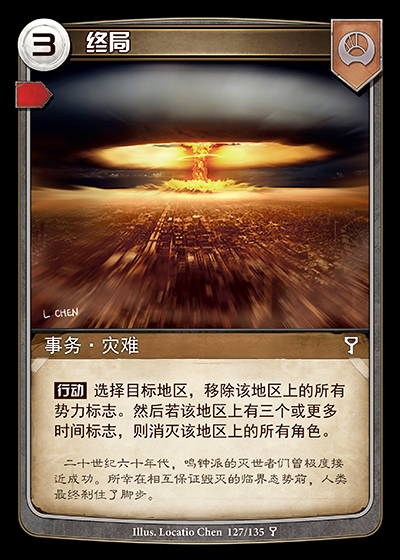 3 终局
L. CHEN
事务·灾难
行动 选择目标地区，移除该地区上的所有
势力标志。然后若该地区上有三个或更多
时间标志，则消灭该地区上的所有角色。
二十世纪六十年代，鸣钟派的灭世者们曾极度接
近成功。所幸在相互保证毁灭的临界态势前，人类
最终刹住了脚步。
Illus. Locatio Chen 127/135